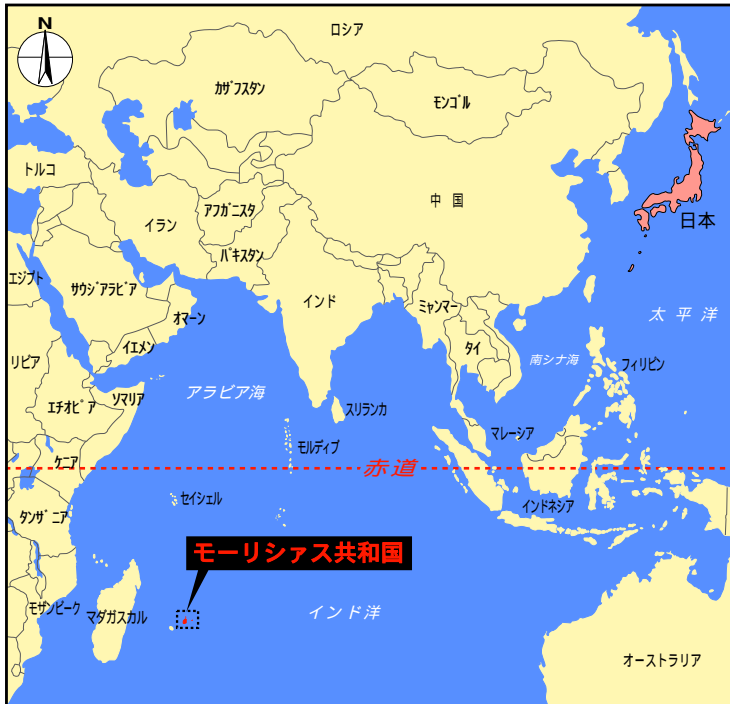 N
ロシア
カザフスタン
モンゴル
トルコ
アフガニスタ
中国
イラン
日本
パキスタン
エジプト
サウジアラビア
インド
ミャンマー
オマーン
太平洋
イエメン
タイ
南シナ海
リビア
フィリピン
アラビア海
ソマリア
エチオピア
スリランカ
マレーシア
モルディブ
ケニア
赤道
セイシェル
インドネシア
タンザニア
モーリシァス共和国
モザンビーク
マダガスカル
インド洋
オーストラリア